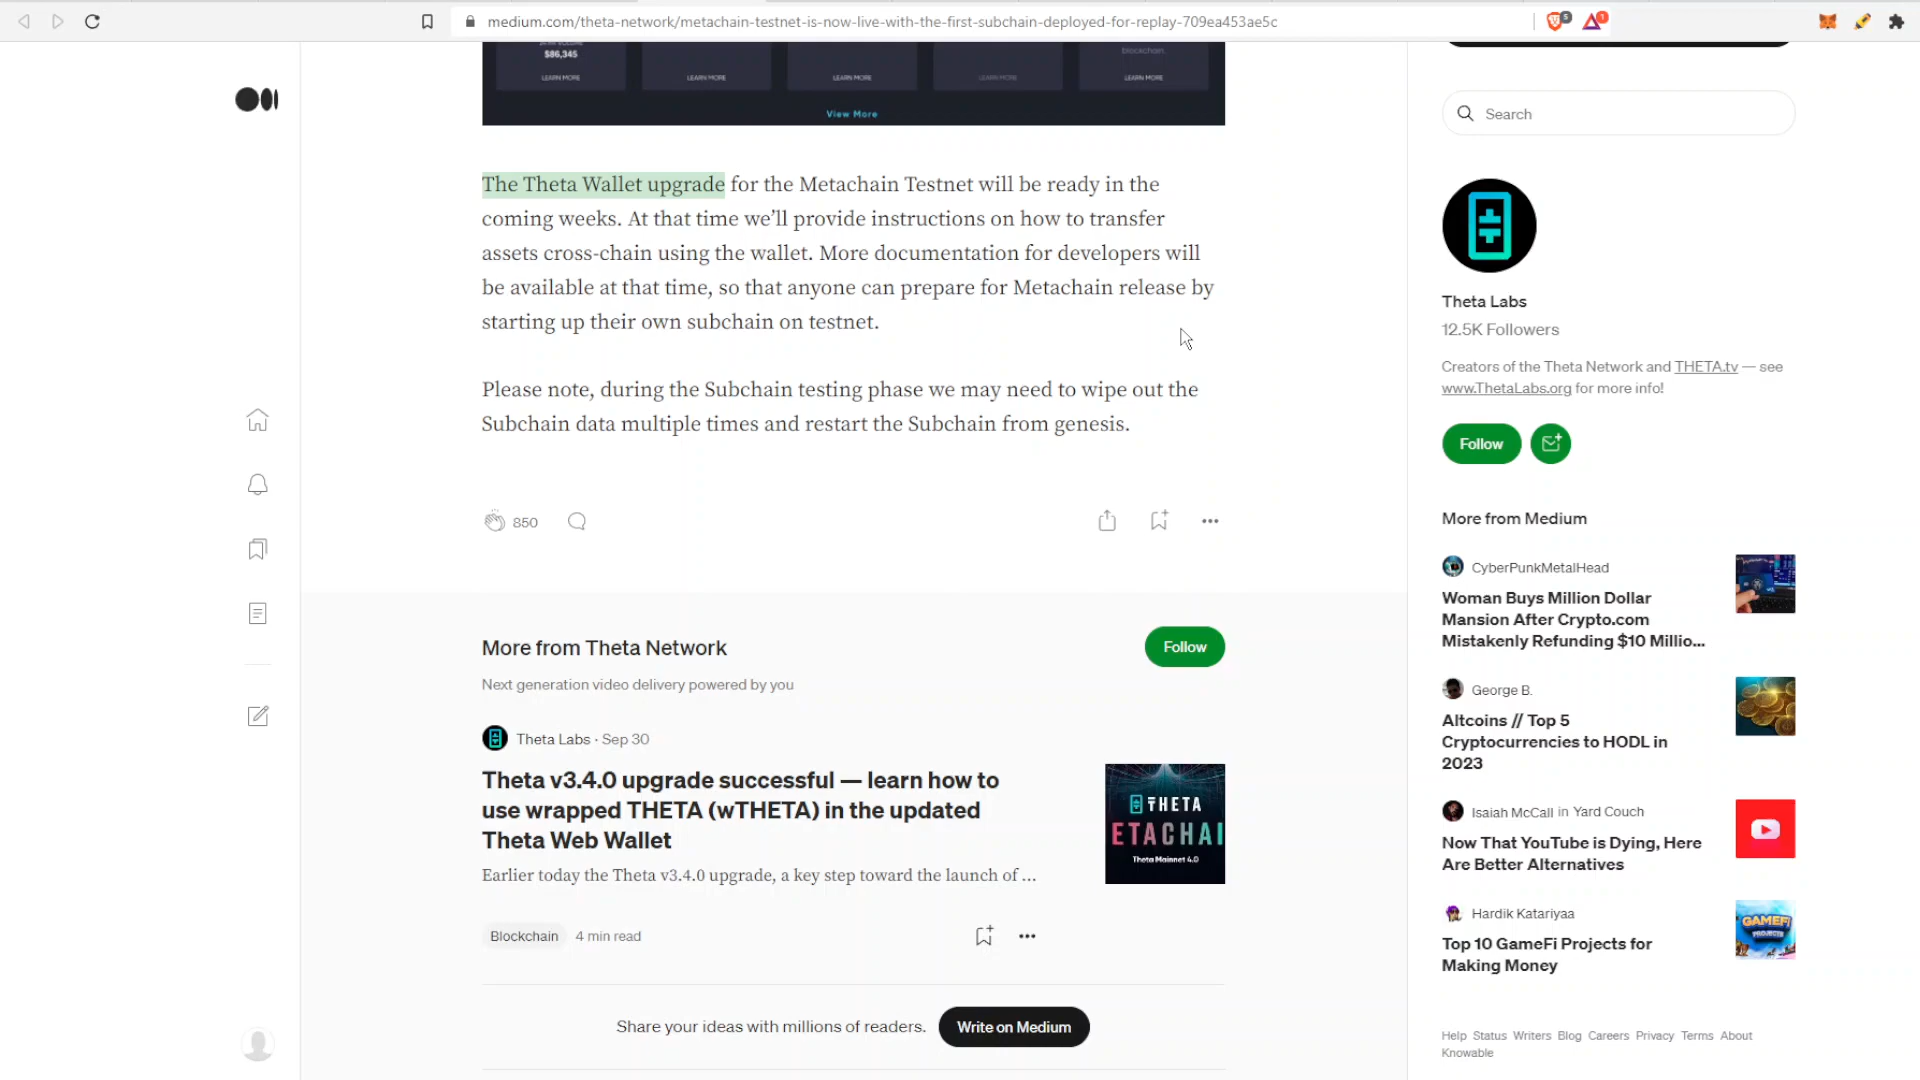 medium.com/theta-network/metachain-testnet-is-now-live-with-the-first-subchain-deployed-for-replay-709ea453ae5c
5
1
$86,345
blockchain
LEARN MORE
LEARN MORE
LEARN MORE
LEARN MORE
LEARN MORE
View More
The Theta Wallet upgrade for the Metachain Testnet will be ready in the
coming weeks. At that time we’ll provide instructions on how to transfer
assets cross-chain using the wallet. More documentation for developers will
be available at that time, so that anyone can prepare for Metachain release by
starting up their own subchain on testnet.
Please note, during the Subchain testing phase we may need to wipe out the
Subchain data multiple times and restart the Subchain from genesis.
850
More from Theta Network
Follow
Next generation video delivery powered by you
Theta Labs · Sep 30
Theta v3.4.0 upgrade successful — learn how to
use wrapped THETA (wTHETA) in the updated
Theta Web Wallet
Earlier today the Theta v3.4.0 upgrade, a key step toward the launch of ...
THETA
ETACHAI
Theta Mainnet 4.0
Blockchain
4 min read
Share your ideas with millions of readers.
Write on Medium
Search
Theta Labs
12.5K Followers
Creators of the Theta Network and THETA.tv — see
www.ThetaLabs.org for more info!
Follow
More from Medium
CyberPunkMetalHead
Woman Buys Million Dollar
Mansion After Crypto.com
Mistakenly Refunding $10 Millio...
George B.
Altcoins // Top 5
Cryptocurrencies to HODL in
2023
Isaiah McCall in Yard Couch
Now That YouTube is Dying, Here
Are Better Alternatives
Hardik Katariyaa
Top 10 GameFi Projects for
Making Money
GAMEFI
PROJECTS
Help Status Writers Blog Careers Privacy Terms About
Knowable